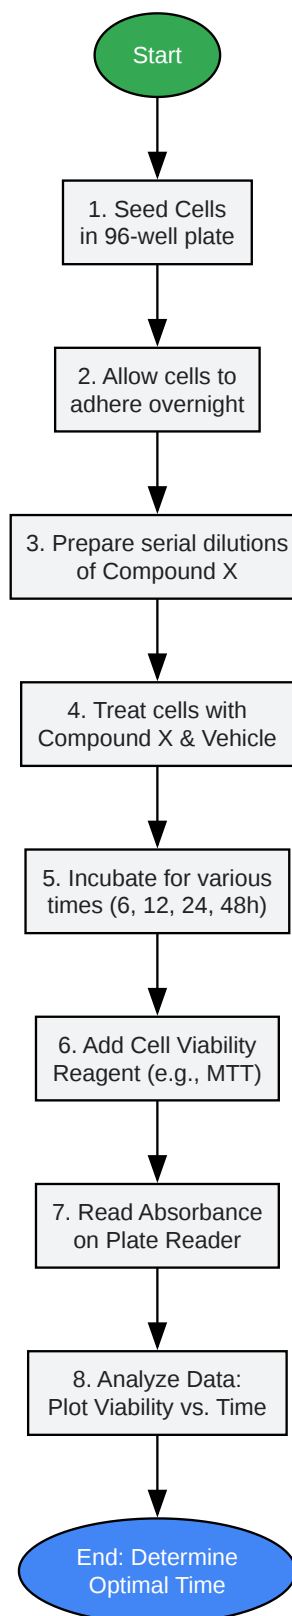 Start
1. Seed Cells
in 96-well plate
2. Allow cells to
adhere overnight
3. Prepare serial dilutions
of Compound X
4. Treat cells with
Compound X & Vehicle
5. Incubate for various
times (6, 12, 24, 48h)
6. Add Cell Viability
Reagent (e.g., MTT)
7. Read Absorbance
on Plate Reader
8. Analyze Data:
Plot Viability vs. Time
End: Determine
Optimal Time